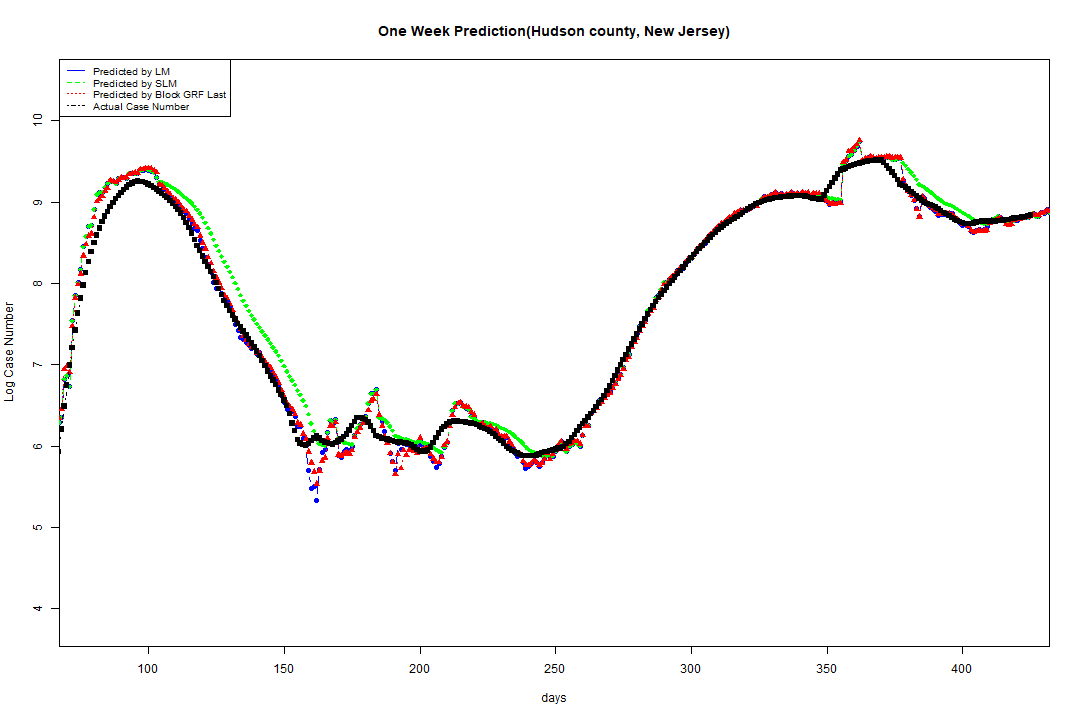 One Week Prediction(Hudson county, New Jersey)
Predicted by LM
Predicted by SLM
Predicted by Block GRF Last
Actual Case Number
Log Case Number
10
9
8
7
6
5
4
100 150 200 250 300 350 400
days